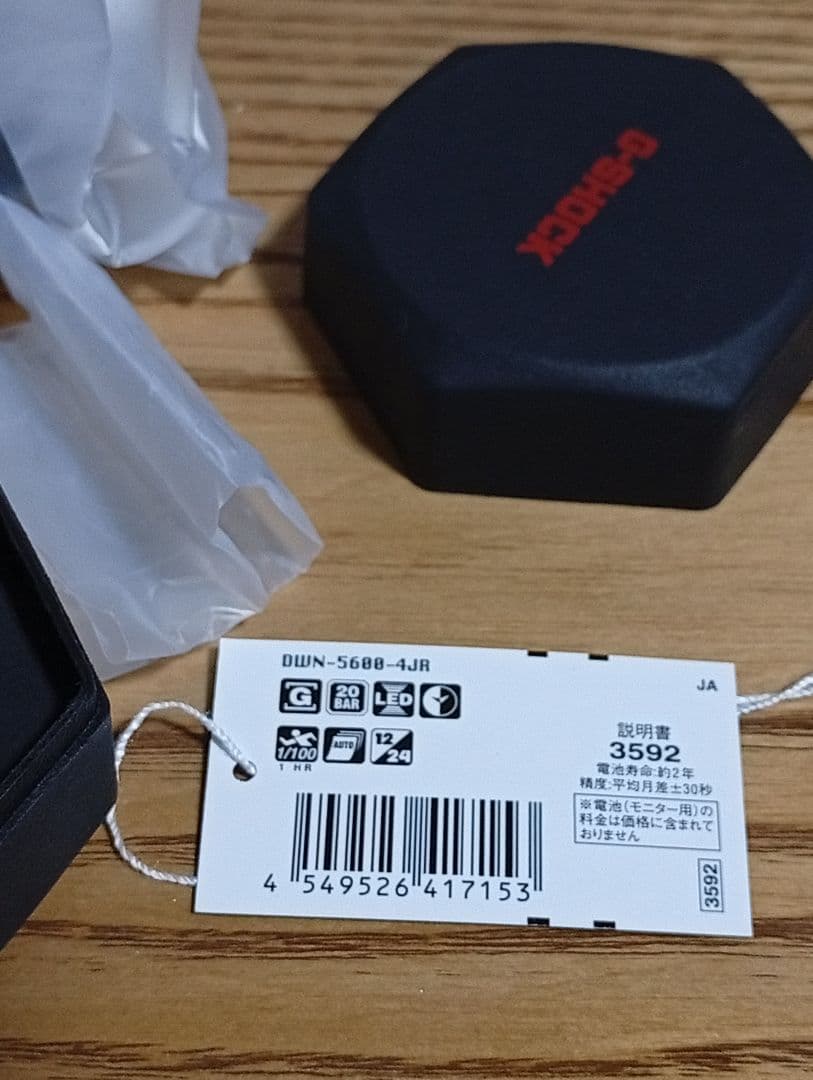 G-SHOCK
DWN-5600-4JR
JA
G
20
BAR
LED
1/100
1 HR
AUTO
12/24
説明書
3592
電池寿命:約2年
精度:平均月差±30秒
※電池(モニター用)の
料金は価格に含まれて
おりません
3592
4 549526 417153